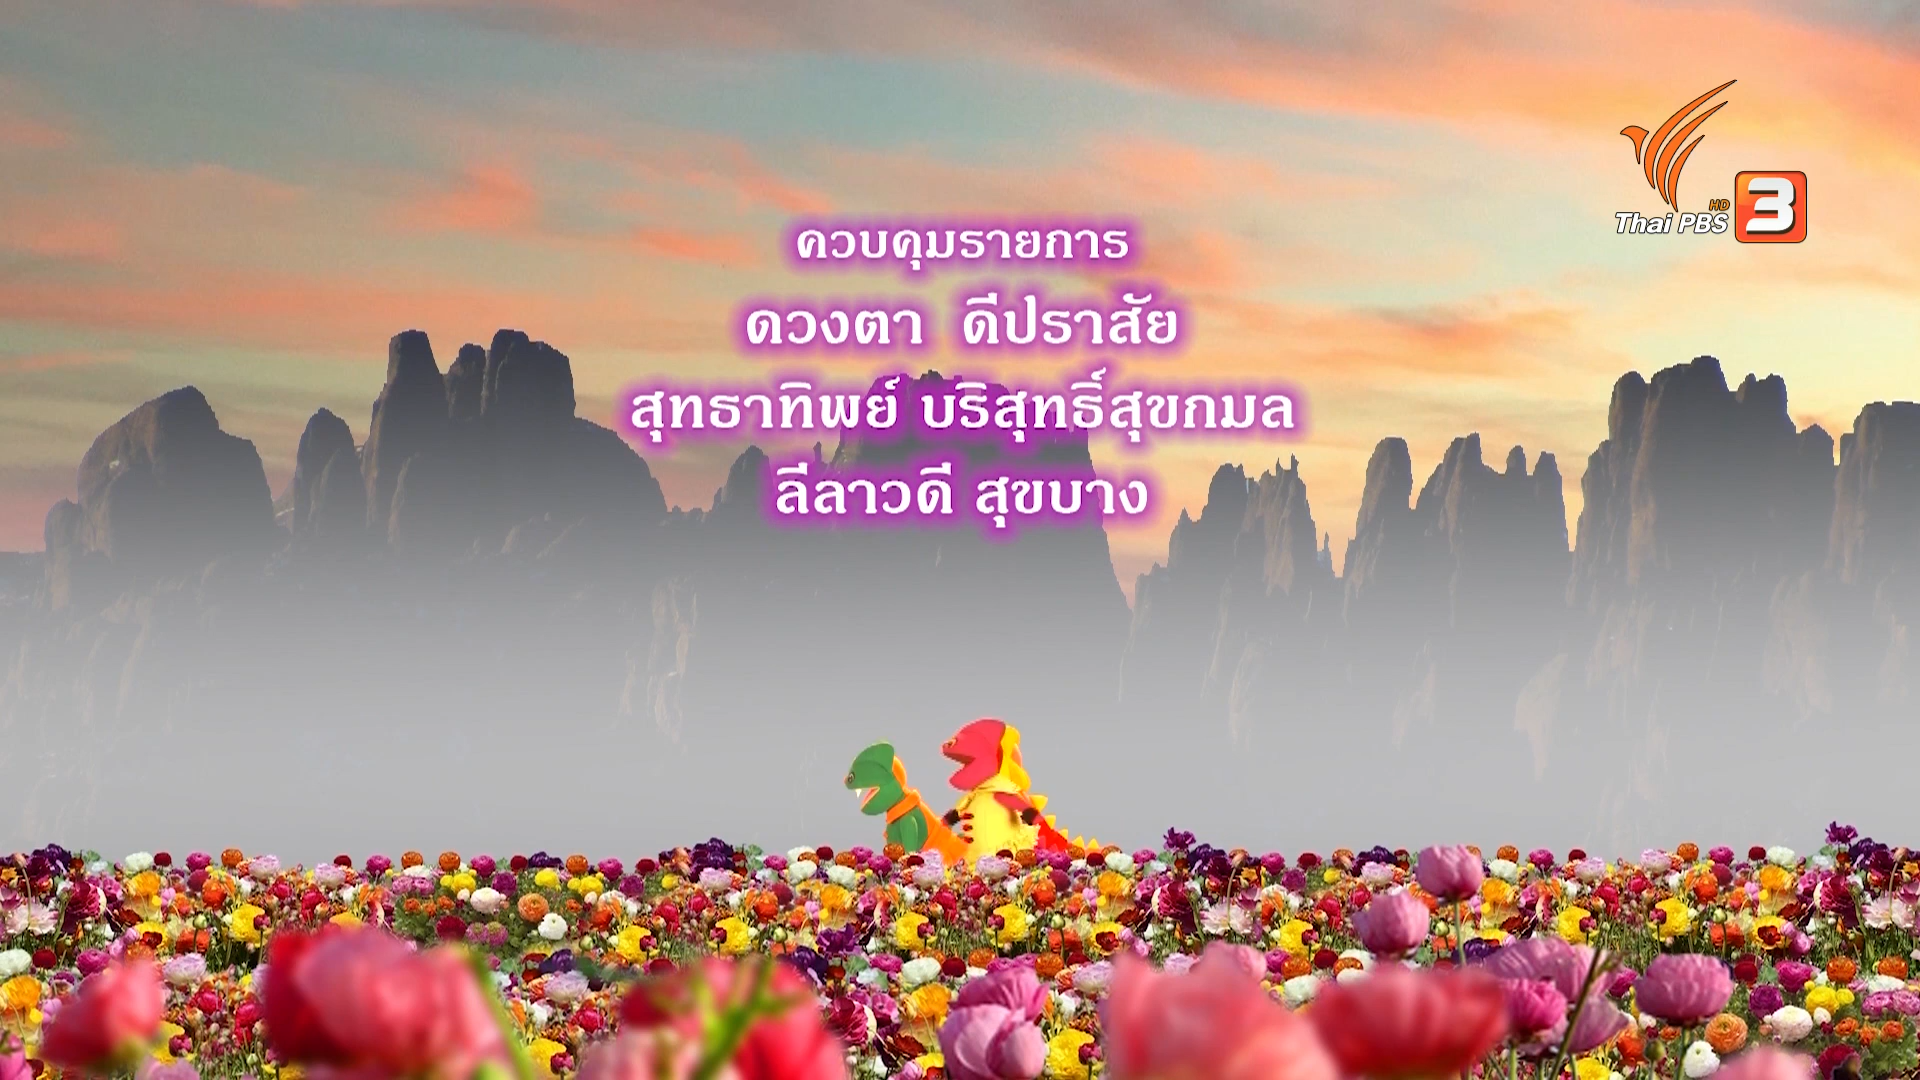 HD
Thai PBS 3
ควบคุมรายการ
ดวงตา ดีปราสัย
สุทธาทิพย์ บริสุทธิ์สุขกมล
ลีลาวดี สุขบาง